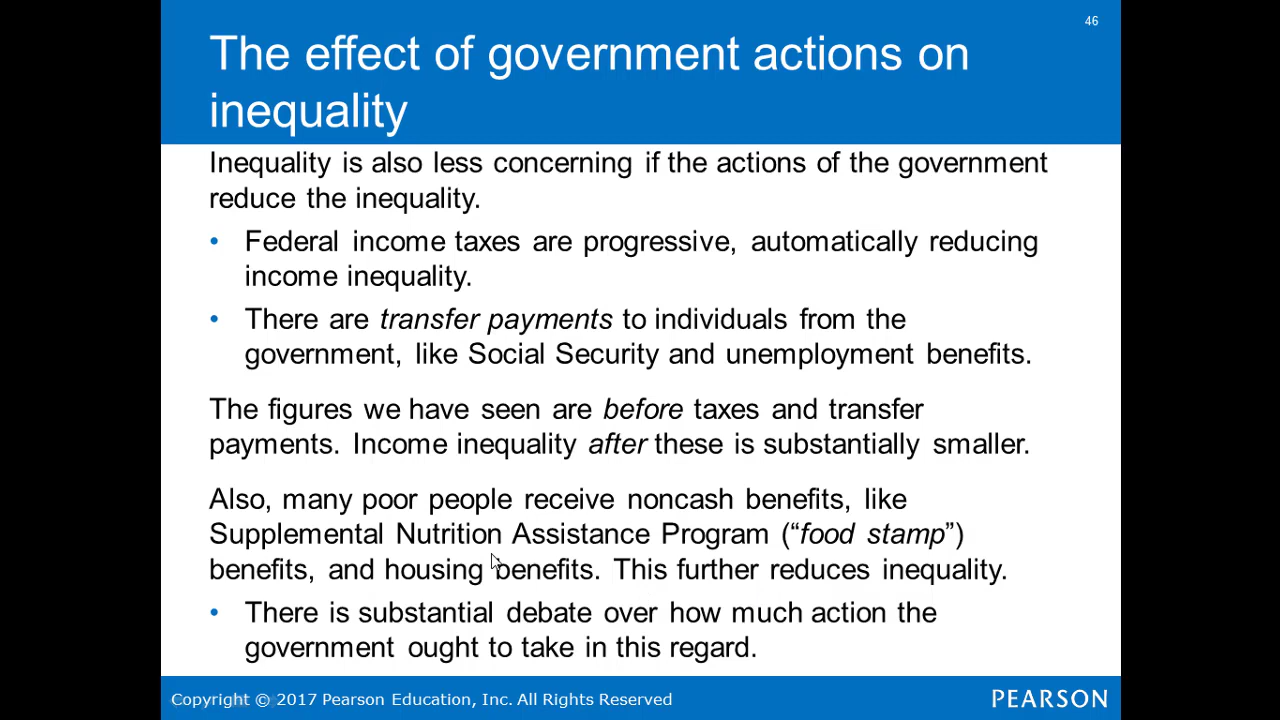 46
The effect of government actions on
inequality
Inequality is also less concerning if the actions of the government
reduce the inequality.
• Federal income taxes are progressive, automatically reducing
income inequality.
• There are transfer payments to individuals from the
government, like Social Security and unemployment benefits.
The figures we have seen are before taxes and transfer
payments. Income inequality after these is substantially smaller.
Also, many poor people receive noncash benefits, like
Supplemental Nutrition Assistance Program (“food stamp”)
benefits, and housing benefits. This further reduces inequality.
• There is substantial debate over how much action the
government ought to take in this regard.
Copyright © 2017 Pearson Education, Inc. All Rights Reserved
PEARSON